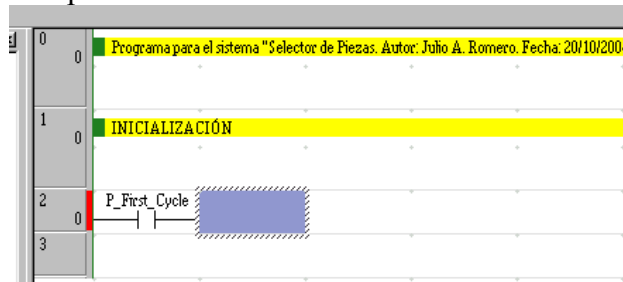 0
0
Programa para el sistema "Selector de Piezas. Autor: Julio A. Romero. Fecha: 20/10/200
1
0
INICIALIZACIÓN
2
0
P_First_Cycle
3